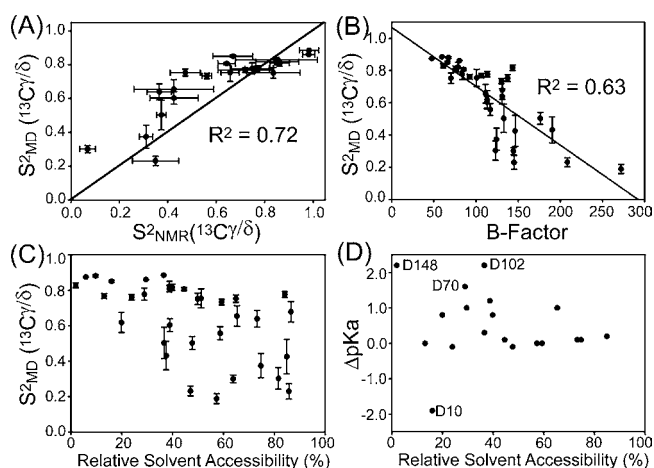 (A)
S²MD (¹³Cγ/δ)
1.0
0.8
0.6
0.4
0.2
0.0
R² = 0.72
0.0 0.2 0.4 0.6 0.8 1.0
S²NMR(¹³Cγ/δ)
(B)
S²MD (¹³Cγ/δ)
1.0
0.8
0.6
0.4
0.2
0.0
R² = 0.63
0 50 100 150 200 250 300
B-Factor
(C)
S²MD (¹³Cγ/δ)
1.0
0.8
0.6
0.4
0.2
0.0
0 20 40 60 80 100
Relative Solvent Accessibility (%)
(D)
ΔpKa
2.0
1.0
0.0
-1.0
-2.0
D148
D102
D70
D10
0 20 40 60 80 100
Relative Solvent Accessibility (%)